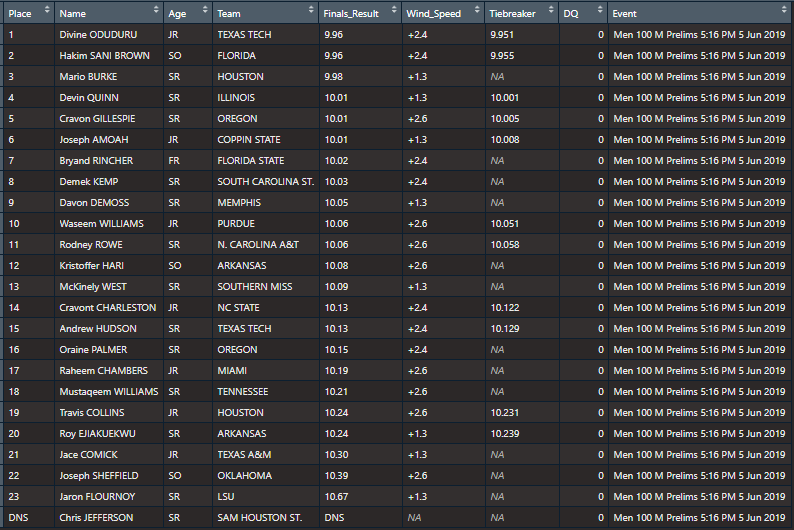 Place Name Age Team Finals_Result Wind_Speed Tiebreaker DQ Event
1 Divine ODUDURU JR TEXAS TECH 9.96 +2.4 9.951 0 Men 100 M Prelims 5:16 PM 5 Jun 2019
2 Hakim SANI BROWN SO FLORIDA 9.96 +2.4 9.955 0 Men 100 M Prelims 5:16 PM 5 Jun 2019
3 Mario BURKE SR HOUSTON 9.98 +1.3 NA 0 Men 100 M Prelims 5:16 PM 5 Jun 2019
4 Devin QUINN SR ILLINOIS 10.01 +1.3 10.001 0 Men 100 M Prelims 5:16 PM 5 Jun 2019
5 Cravon GILLESPIE SR OREGON 10.01 +2.6 10.005 0 Men 100 M Prelims 5:16 PM 5 Jun 2019
6 Joseph AMOAH JR COPPIN STATE 10.01 +1.3 10.008 0 Men 100 M Prelims 5:16 PM 5 Jun 2019
7 Bryand RINCHER FR FLORIDA STATE 10.02 +2.4 NA 0 Men 100 M Prelims 5:16 PM 5 Jun 2019
8 Demek KEMP SR SOUTH CAROLINA ST. 10.03 +2.4 NA 0 Men 100 M Prelims 5:16 PM 5 Jun 2019
9 Davon DEMOSS SR MEMPHIS 10.05 +1.3 NA 0 Men 100 M Prelims 5:16 PM 5 Jun 2019
10 Waseem WILLIAMS JR PURDUE 10.06 +2.6 10.051 0 Men 100 M Prelims 5:16 PM 5 Jun 2019
11 Rodney ROWE SR N. CAROLINA A&T 10.06 +2.6 10.058 0 Men 100 M Prelims 5:16 PM 5 Jun 2019
12 Kristoffer HARI SO ARKANSAS 10.08 +2.6 NA 0 Men 100 M Prelims 5:16 PM 5 Jun 2019
13 McKinely WEST SR SOUTHERN MISS 10.09 +1.3 NA 0 Men 100 M Prelims 5:16 PM 5 Jun 2019
14 Cravont CHARLESTON JR NC STATE 10.13 +2.4 10.122 0 Men 100 M Prelims 5:16 PM 5 Jun 2019
15 Andrew HUDSON SR TEXAS TECH 10.13 +2.4 10.129 0 Men 100 M Prelims 5:16 PM 5 Jun 2019
16 Oraine PALMER SR OREGON 10.15 +2.4 NA 0 Men 100 M Prelims 5:16 PM 5 Jun 2019
17 Raheem CHAMBERS JR MIAMI 10.19 +2.6 NA 0 Men 100 M Prelims 5:16 PM 5 Jun 2019
18 Mustaqeem WILLIAMS SR TENNESSEE 10.21 +2.6 NA 0 Men 100 M Prelims 5:16 PM 5 Jun 2019
19 Travis COLLINS JR HOUSTON 10.24 +2.6 10.231 0 Men 100 M Prelims 5:16 PM 5 Jun 2019
20 Roy EJIAKUEKWU SR ARKANSAS 10.24 +1.3 10.239 0 Men 100 M Prelims 5:16 PM 5 Jun 2019
21 Jace COMICK JR TEXAS A&M 10.30 +1.3 NA 0 Men 100 M Prelims 5:16 PM 5 Jun 2019
22 Joseph SHEFFIELD SO OKLAHOMA 10.39 +2.6 NA 0 Men 100 M Prelims 5:16 PM 5 Jun 2019
23 Jaron FLOURNOY SR LSU 10.67 +1.3 NA 0 Men 100 M Prelims 5:16 PM 5 Jun 2019
DNS Chris JEFFERSON SR SAM HOUSTON ST. DNS NA NA 0 Men 100 M Prelims 5:16 PM 5 Jun 2019